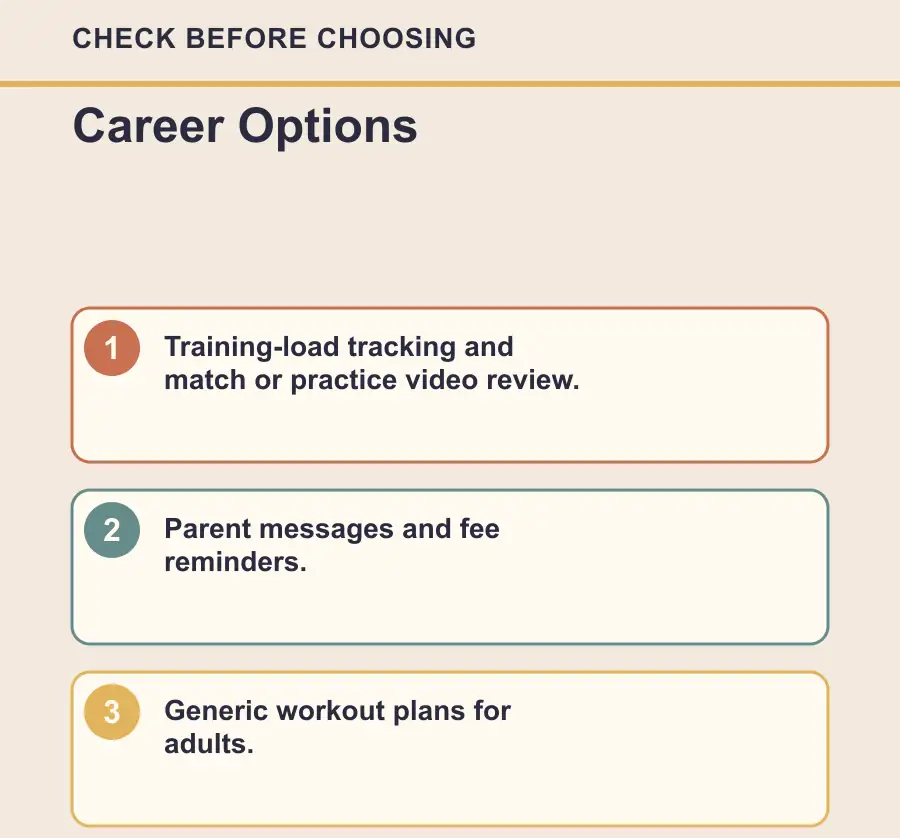 CHECK BEFORE CHOOSING
Career Options
1
Training-load tracking and
match or practice video review.
2
Parent messages and fee
reminders.
3
Generic workout plans for
adults.